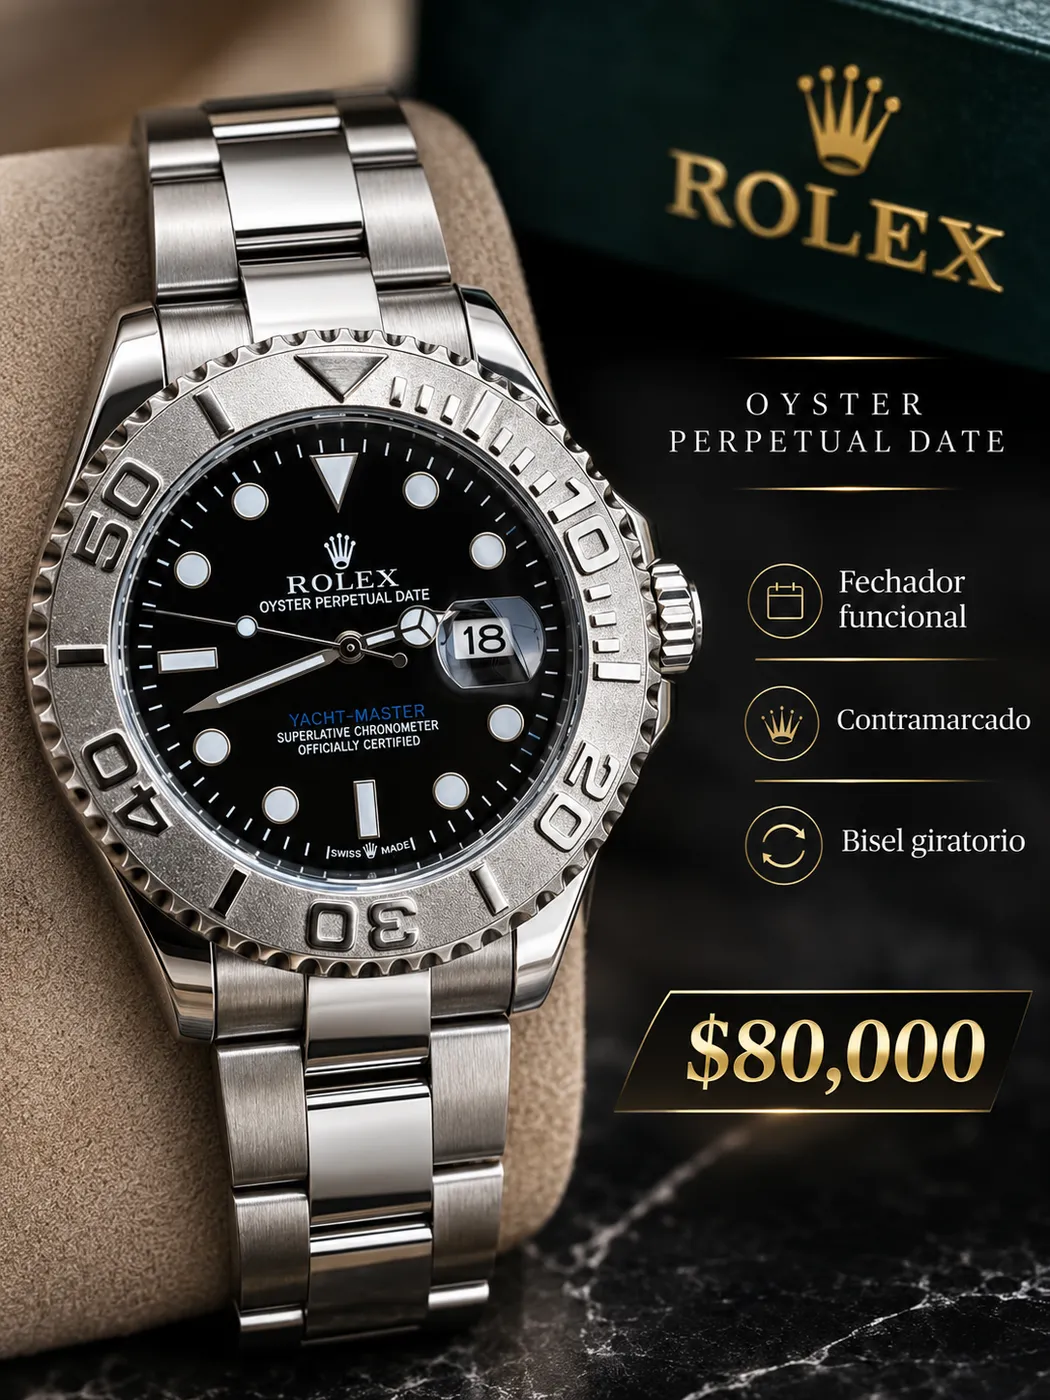 ROLEX
OYSTER
PERPETUAL DATE
Fechador
funcional
Contramarcado
Bisel giratorio
$80,000
50
10
40
20
30
ROLEX
OYSTER PERPETUAL DATE
18
YACHT-MASTER
SUPERLATIVE CHRONOMETER
OFFICIALLY CERTIFIED
SWISS MADE